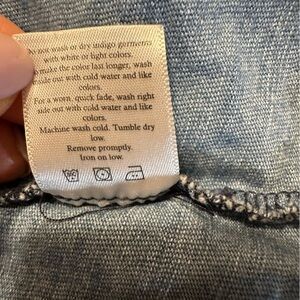 Do not wash or dry indigo garments
with white or light colors.
To make the color last longer, wash
side out with cold water and like
colors.
For a worn, quick fade, wash right
side out with cold water and like
colors.
Machine wash cold. Tumble dry
low.
Remove promptly.
Iron on low.